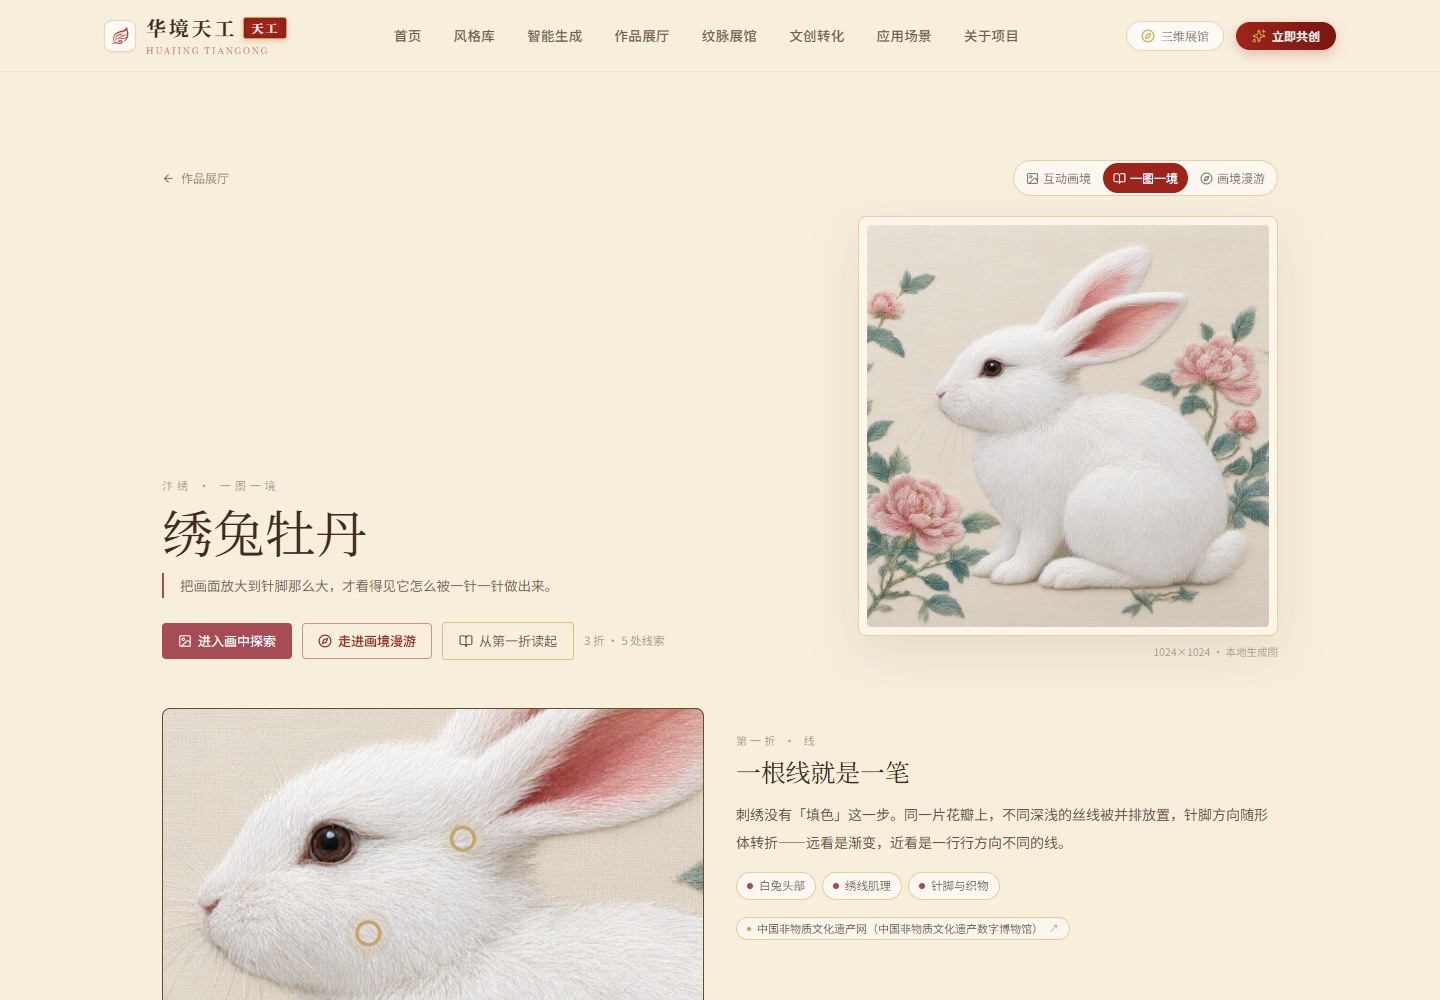 华境天工 天工
HUAJING TIANGONG
首页 风格库 智能生成 作品展厅 纹脉展馆 文创转化 应用场景 关于项目
三维展馆 立即共创
作品展厅
互动画境 一图一境 画境漫游
汴绣 · 一图一境
绣兔牡丹
把画面放大到针脚那么大，才看得见它怎么被一针一针做出来。
进入画中探索 走进画境漫游 从第一折读起 3 折 · 5 处线索
1024×1024 · 本地生成图
第一折 · 线
一根线就是一笔
刺绣没有「填色」这一步。同一片花瓣上，不同深浅的丝线被并排放置，针脚方向随形
体转折——远看是渐变，近看是一行行方向不同的线。
白兔头部 绣线肌理 针脚与织物
中国非物质文化遗产网（中国非物质文化遗产数字博物馆） ↗